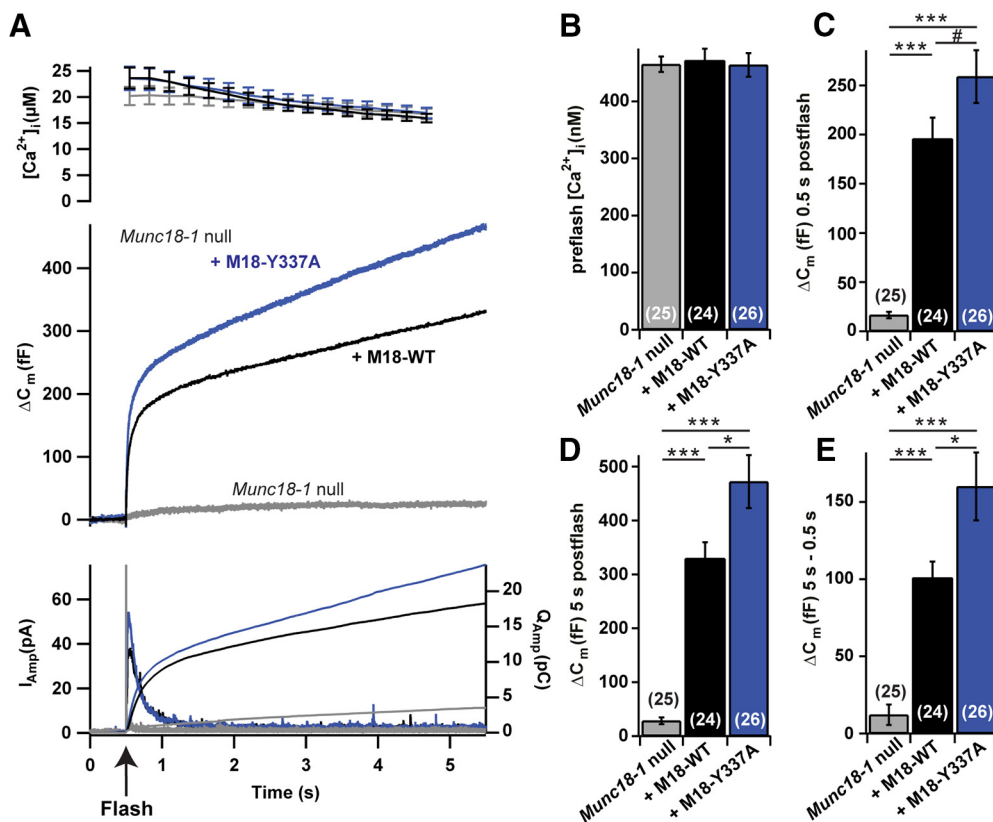 A
[Ca²⁺]ᵢ(µM)
25
20
15
10
5
0
Munc18-1 null
+ M18-Y337A
+ M18-WT
Munc18-1 null
ΔCₘ(fF)
400
300
200
100
0
I_Amp(pA)
60
40
20
0
Q_Amp(pC)
20
15
10
5
0
0
1
2
3
4
5
Time (s)
Flash
B
preflash [Ca²⁺]ᵢ(nM)
400
300
200
100
0
(25)
(24)
(26)
Munc18-1 null
+ M18-WT
+ M18-Y337A
C
***
***
#
ΔCₘ(fF) 0.5 s postflash
250
200
150
100
50
0
(25)
(24)
(26)
Munc18-1 null
+ M18-WT
+ M18-Y337A
D
***
***
*
ΔCₘ(fF) 5 s postflash
500
400
300
200
100
0
(25)
(24)
(26)
Munc18-1 null
+ M18-WT
+ M18-Y337A
E
***
***
*
ΔCₘ(fF) 5 s - 0.5 s
150
100
50
0
(25)
(24)
(26)
Munc18-1 null
+ M18-WT
+ M18-Y337A